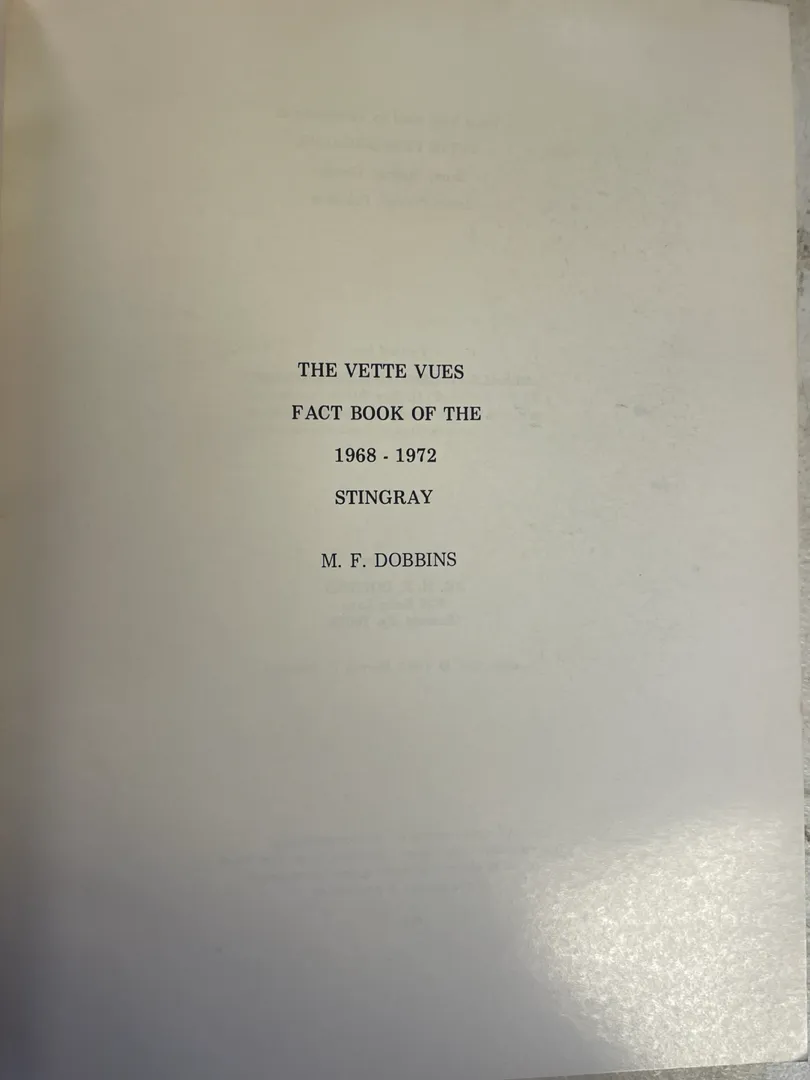 THE VETTE VUES
FACT BOOK OF THE
1968 - 1972
STINGRAY
M. F. DOBBINS